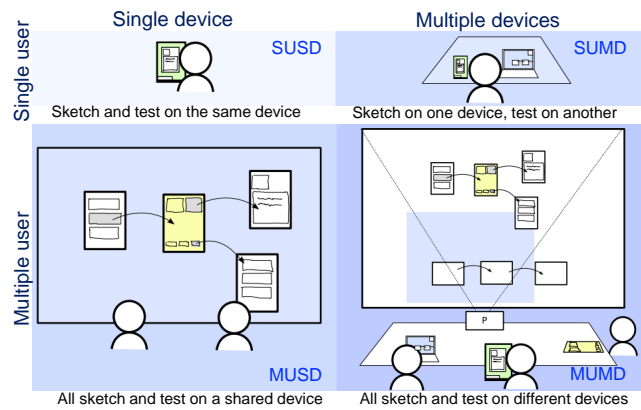 Single device
Multiple devices
Single user
SUSD
SUMD
Sketch and test on the same device
Sketch on one device, test on another
Multiple user
P
MUSD
MUMD
All sketch and test on a shared device
All sketch and test on different devices